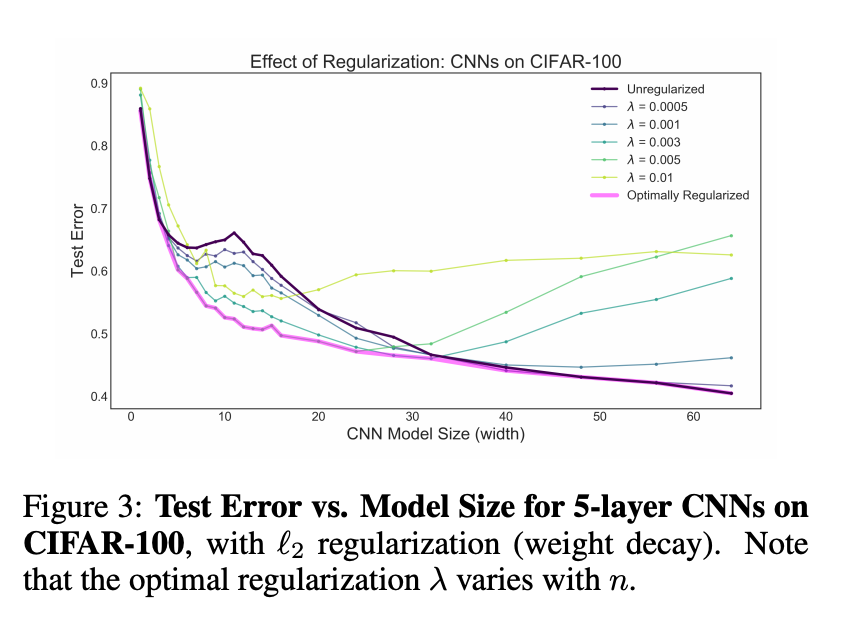 Effect of Regularization: CNNs on CIFAR-100
0.9
0.8
0.7
0.6
0.5
0.4
Test Error
Unregularized
λ = 0.0005
λ = 0.001
λ = 0.003
λ = 0.005
λ = 0.01
Optimally Regularized
0 10 20 30 40 50 60
CNN Model Size (width)
Figure 3: Test Error vs. Model Size for 5-layer CNNs on
CIFAR-100, with ℓ₂ regularization (weight decay). Note
that the optimal regularization λ varies with n.